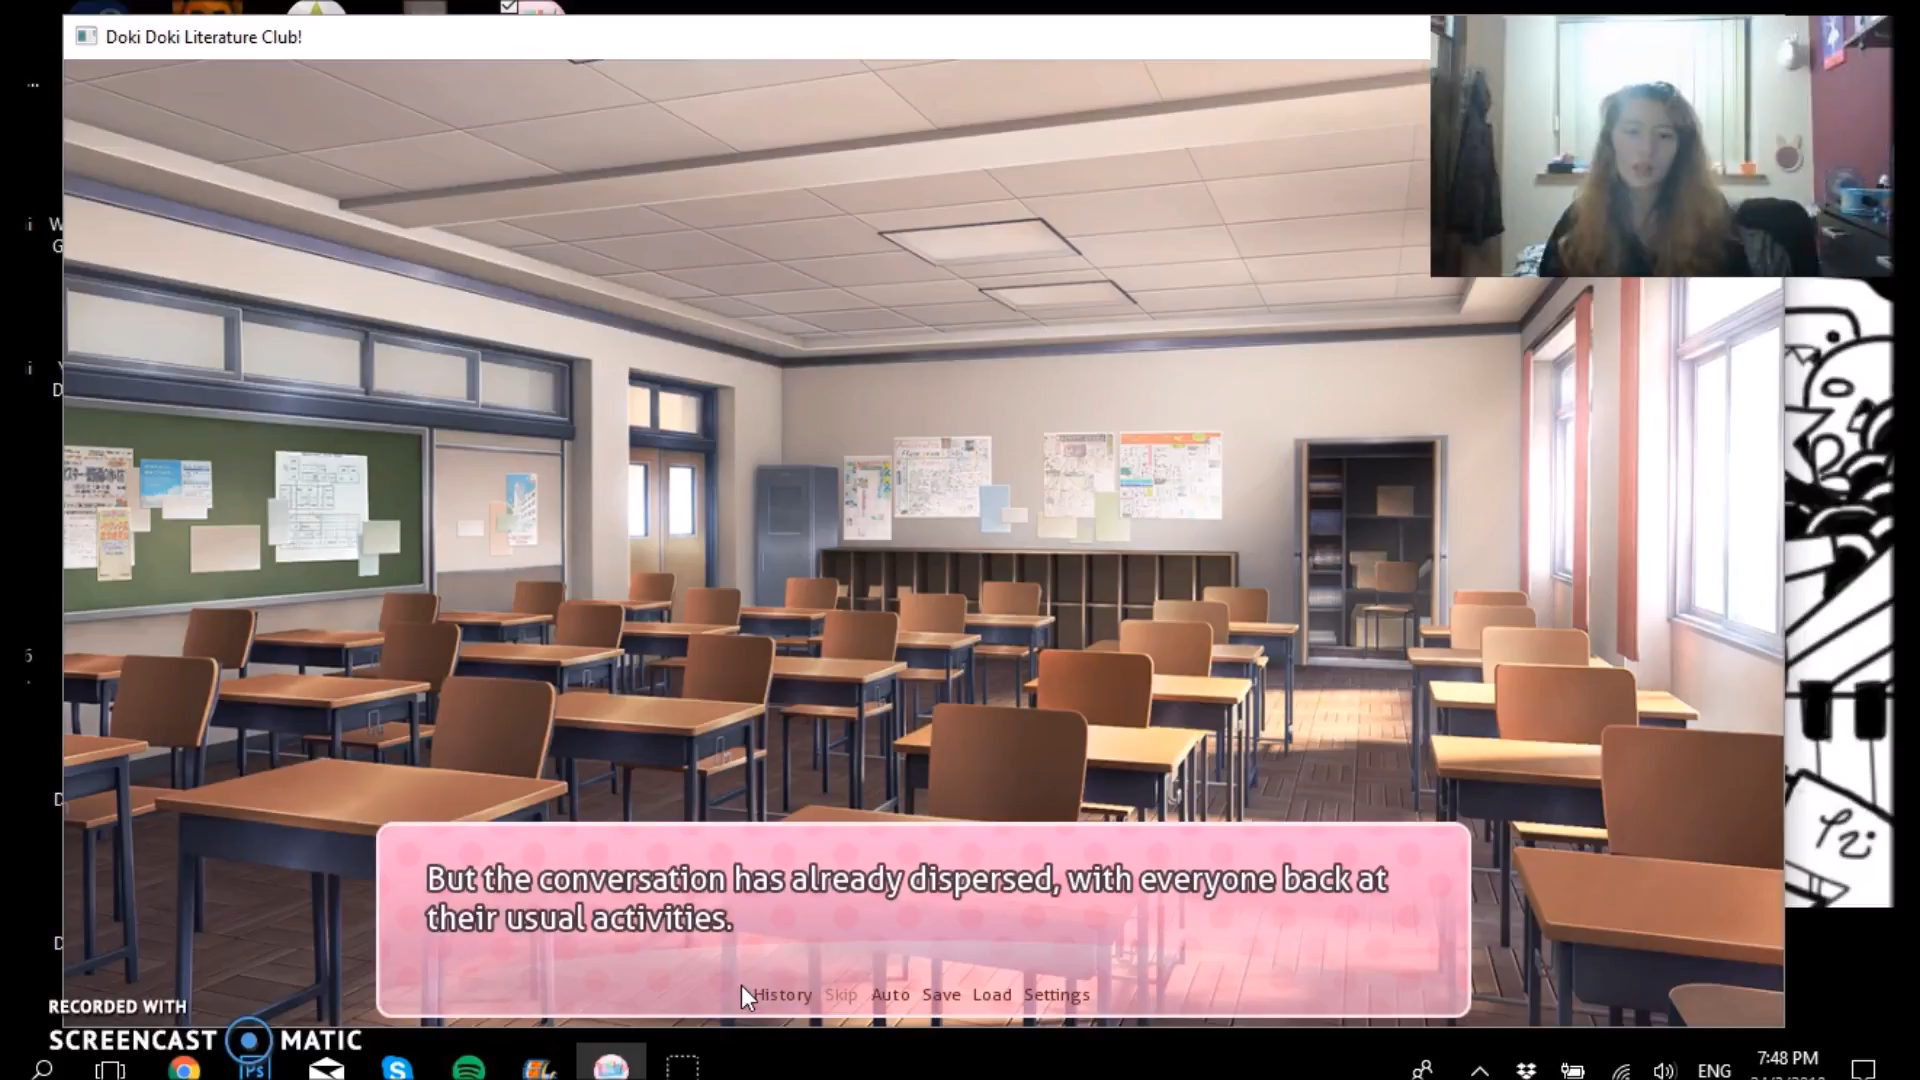 Doki Doki Literature Club!
But the conversation has already dispersed, with everyone back at
their usual activities.
History Skip Auto Save Load Settings
RECORDED WITH
SCREENCAST MATIC
ENG
7:48 PM